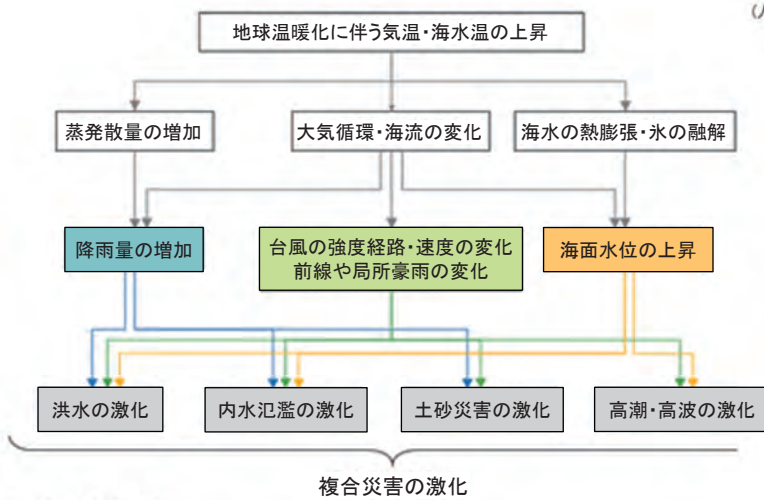 地球温暖化に伴う気温・海水温の上昇
蒸発散量の増加
大気循環・海流の変化
海水の熱膨張・氷の融解
降雨量の増加
台風の強度経路・速度の変化
前線や局所豪雨の変化
海面水位の上昇
洪水の激化
内水氾濫の激化
土砂災害の激化
高潮・高波の激化
複合災害の激化